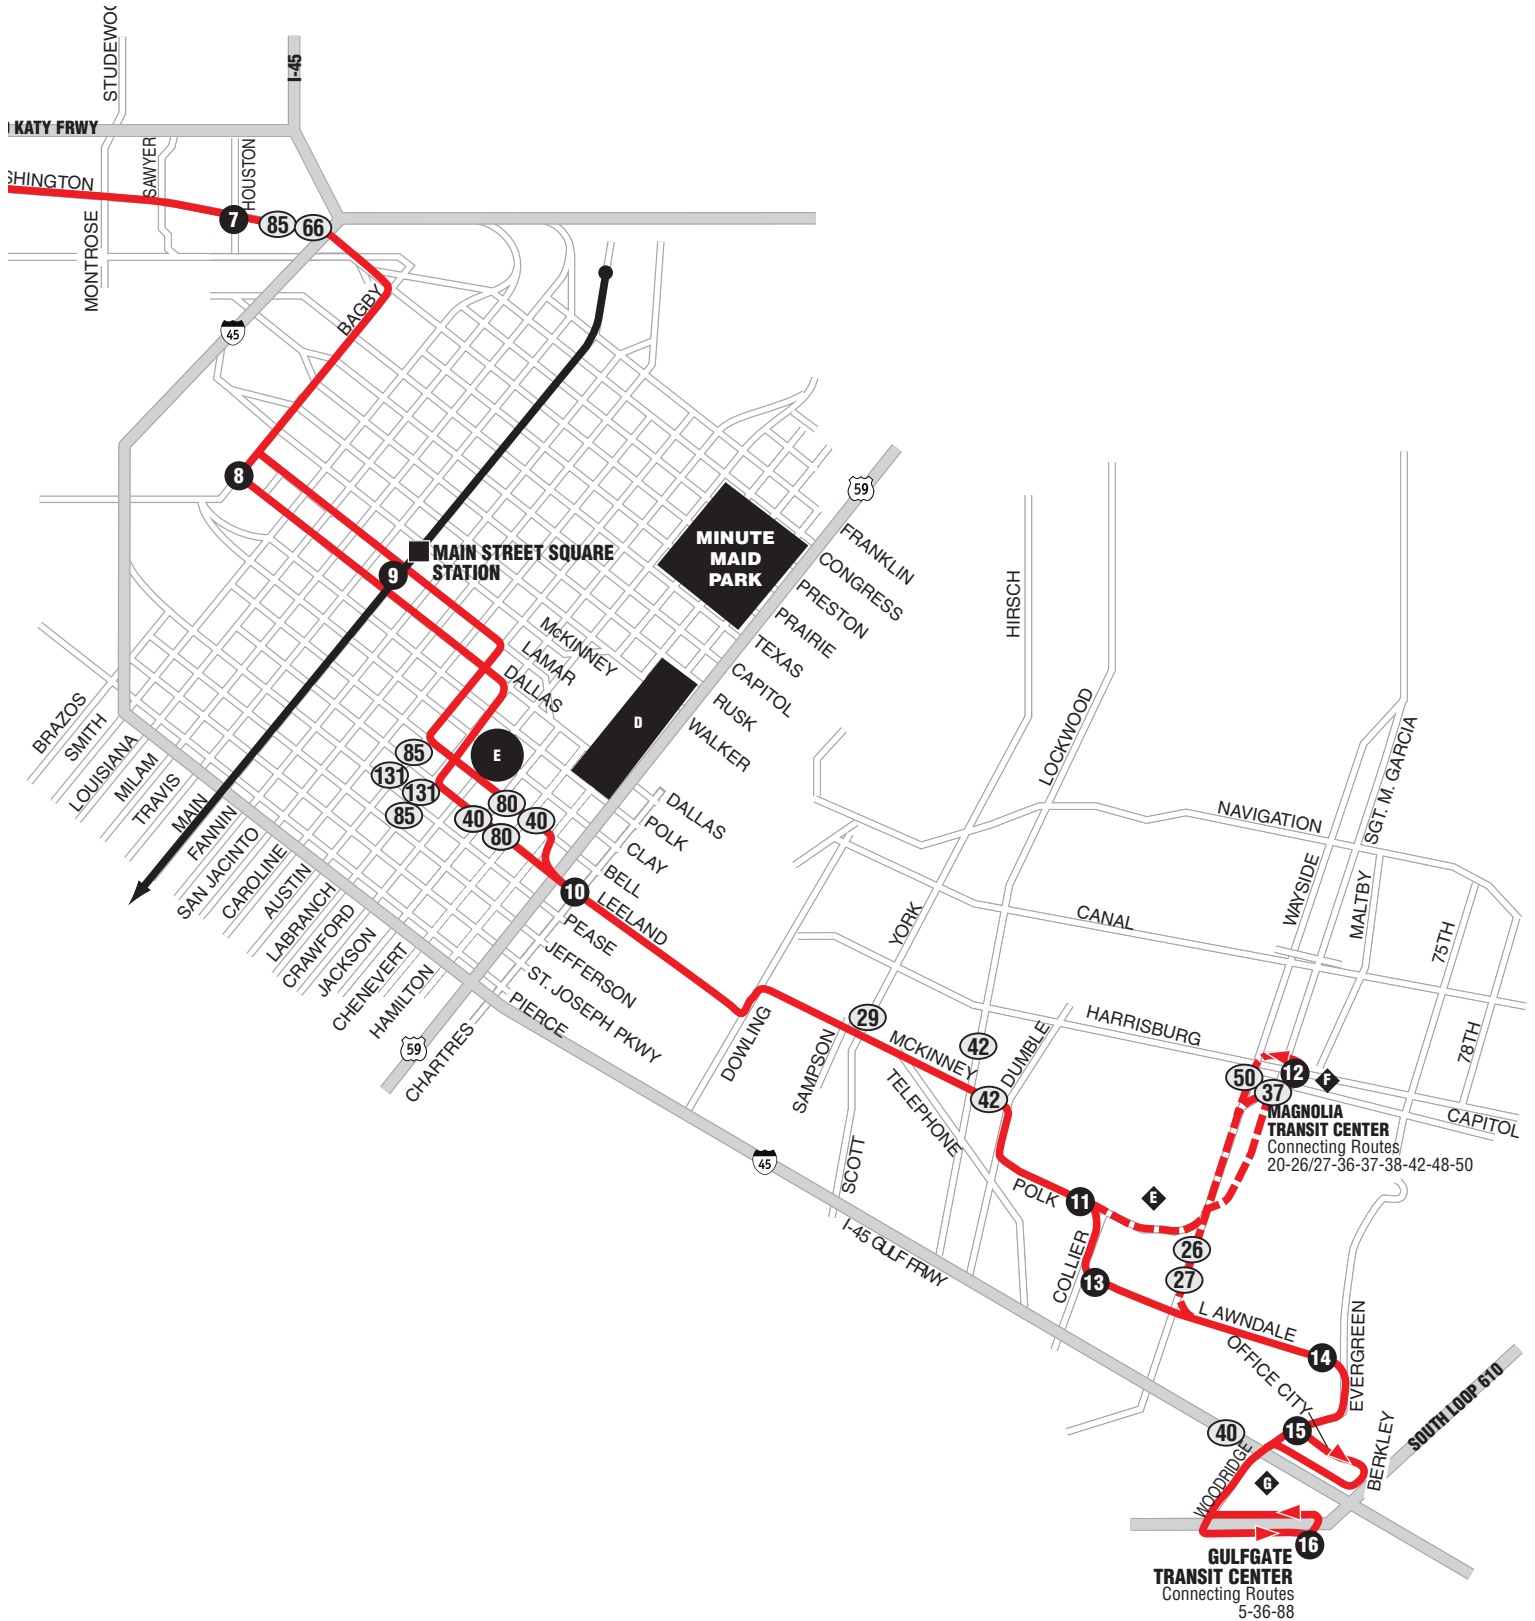 STUDEWOO
I-45
KATY FRWY
SAWYER
HOUSTON
SHINGTON
MONTROSE
7
85
66
BAGBY
45
8
59
MINUTE
MAID
PARK
MAIN STREET SQUARE
STATION
9
FRANKLIN
CONGRESS
PRESTON
PRAIRIE
TEXAS
CAPITOL
RUSK
WALKER
McKINNEY
LAMAR
DALLAS
D
E
HIRSCH
LOCKWOOD
SGT. M. GARCIA
BRAZOS
SMITH
LOUISIANA
MILAM
TRAVIS
MAIN
FANNIN
SAN JACINTO
CAROLINE
AUSTIN
LABRANCH
CRAWFORD
JACKSON
CHENEVERT
HAMILTON
59
CHARTRES
85
131
131
85
80
40
40
80
DALLAS
POLK
CLAY
BELL
LEELAND
10
PEASE
JEFFERSON
ST. JOSEPH PKWY
PIERCE
NAVIGATION
WAYSIDE
MALTBY
75TH
78TH
YORK
CANAL
HARRISBURG
DOWLING
SAMPSON
29
MCKINNEY
42
42
DUMBLE
TELEPHONE
SCOTT
45
I-45 GULF FRWY
50
37
12
F
MAGNOLIA
TRANSIT CENTER
Connecting Routes
20-26/27-36-37-38-42-48-50
CAPITOL
POLK
11
E
COLLIER
13
26
27
LAWNDALE
OFFICE CITY
14
EVERGREEN
SOUTH LOOP 610
40
15
BERKLEY
WOODRIDGE
G
16
GULFGATE
TRANSIT CENTER
Connecting Routes
5-36-88